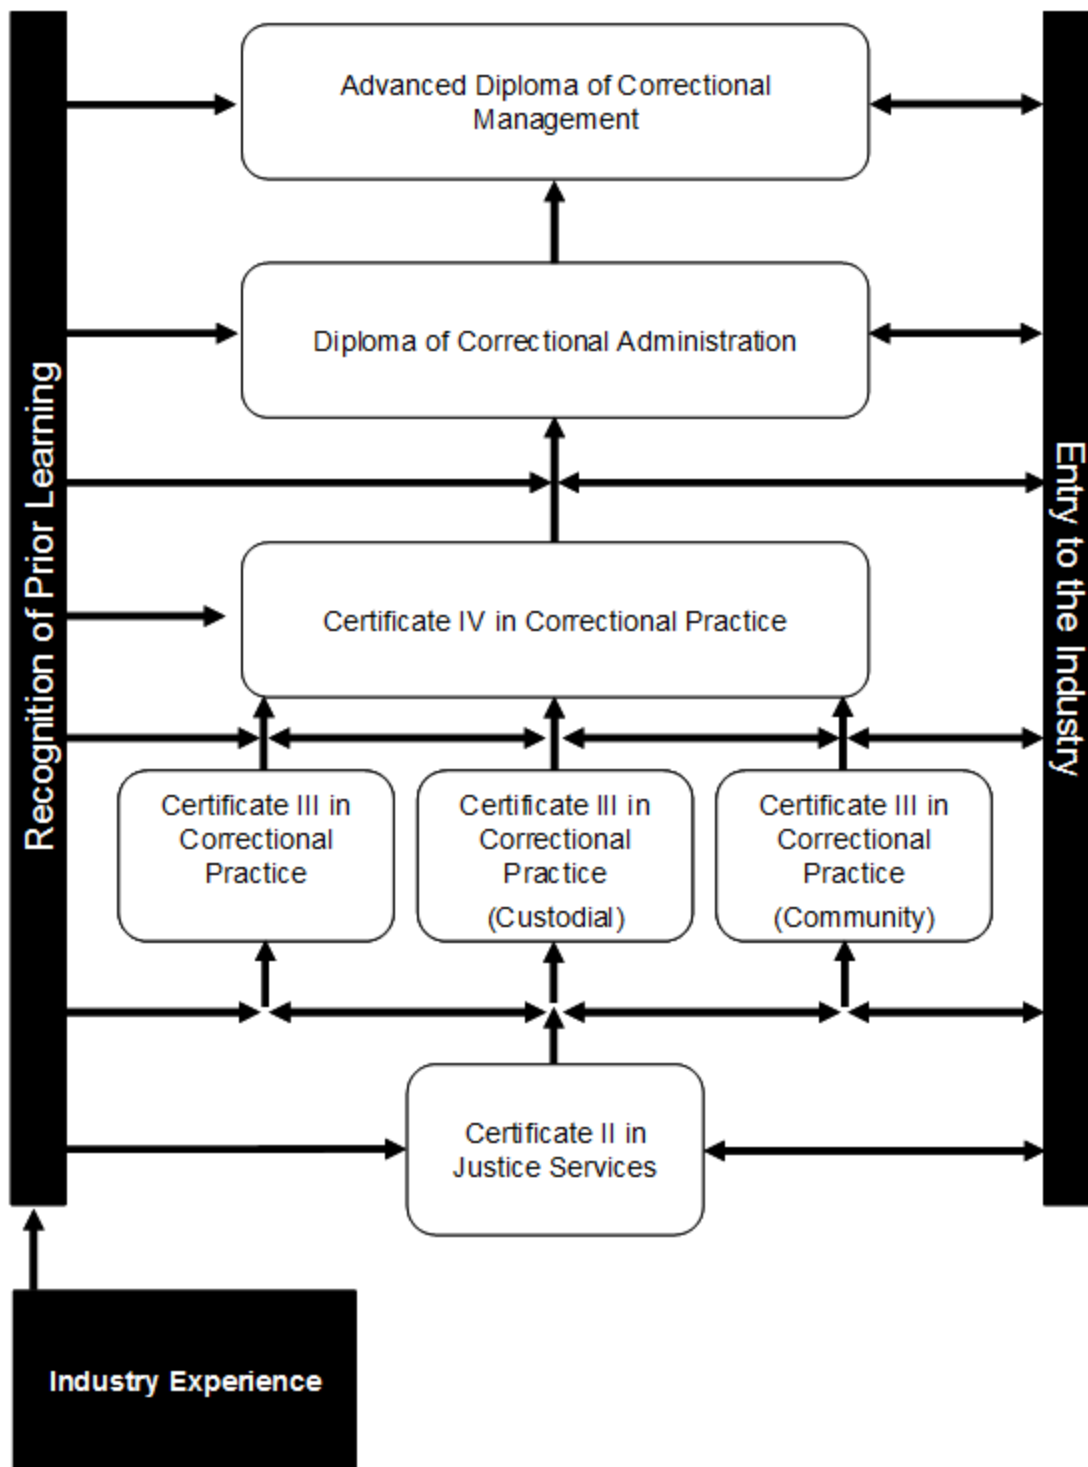 Advanced Diploma of Correctional
Management
Diploma of Correctional Administration
Recognition of Prior Learning
Entry to the Industry
Certificate IV in Correctional Practice
Certificate III in
Correctional
Practice
Certificate III in
Correctional
Practice
(Custodial)
Certificate III in
Correctional
Practice
(Community)
Certificate II in
Justice Services
Industry Experience